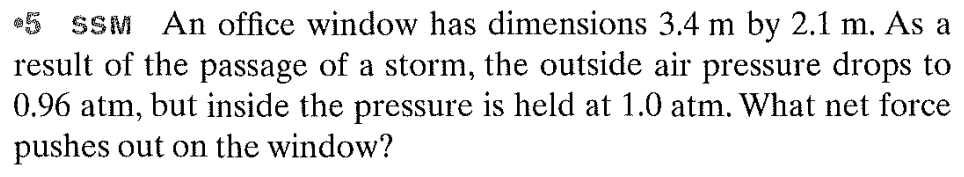 •5 SSM An office window has dimensions 3.4 m by 2.1 m. As a
result of the passage of a storm, the outside air pressure drops to
0.96 atm, but inside the pressure is held at 1.0 atm. What net force
pushes out on the window?